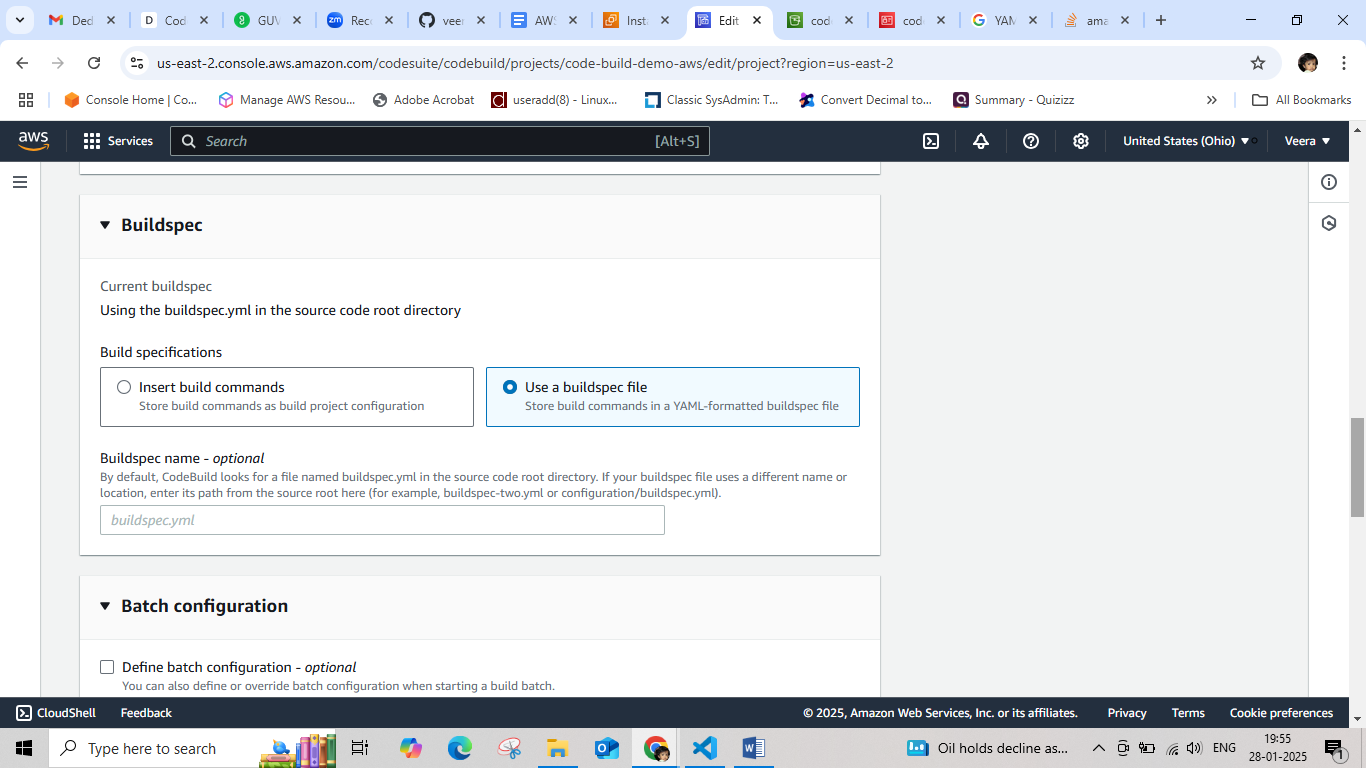 Ded
Cod
GUV
zm Reco
veer
AWS
Inst
Edit
cod
cod
YAM
ama
us-east-2.console.aws.amazon.com/codesuite/codebuild/projects/code-build-demo-aws/edit/project?region=us-east-2
Console Home | Co...
Manage AWS Resou...
Adobe Acrobat
useradd(8) - Linux...
Classic SysAdmin: T...
Convert Decimal to...
Summary - Quizizz
All Bookmarks
aws
Services
Search
[Alt+S]
United States (Ohio)
Veera
Buildspec
Current buildspec
Using the buildspec.yml in the source code root directory
Build specifications
Insert build commands
Store build commands as build project configuration
Use a buildspec file
Store build commands in a YAML-formatted buildspec file
Buildspec name - optional
By default, CodeBuild looks for a file named buildspec.yml in the source code root directory. If your buildspec file uses a different name or
location, enter its path from the source root here (for example, buildspec-two.yml or configuration/buildspec.yml).
buildspec.yml
Batch configuration
Define batch configuration - optional
You can also define or override batch configuration when starting a build batch.
CloudShell
Feedback
© 2025, Amazon Web Services, Inc. or its affiliates.
Privacy
Terms
Cookie preferences
Type here to search
Oil holds decline as...
ENG
19:55
28-01-2025
1